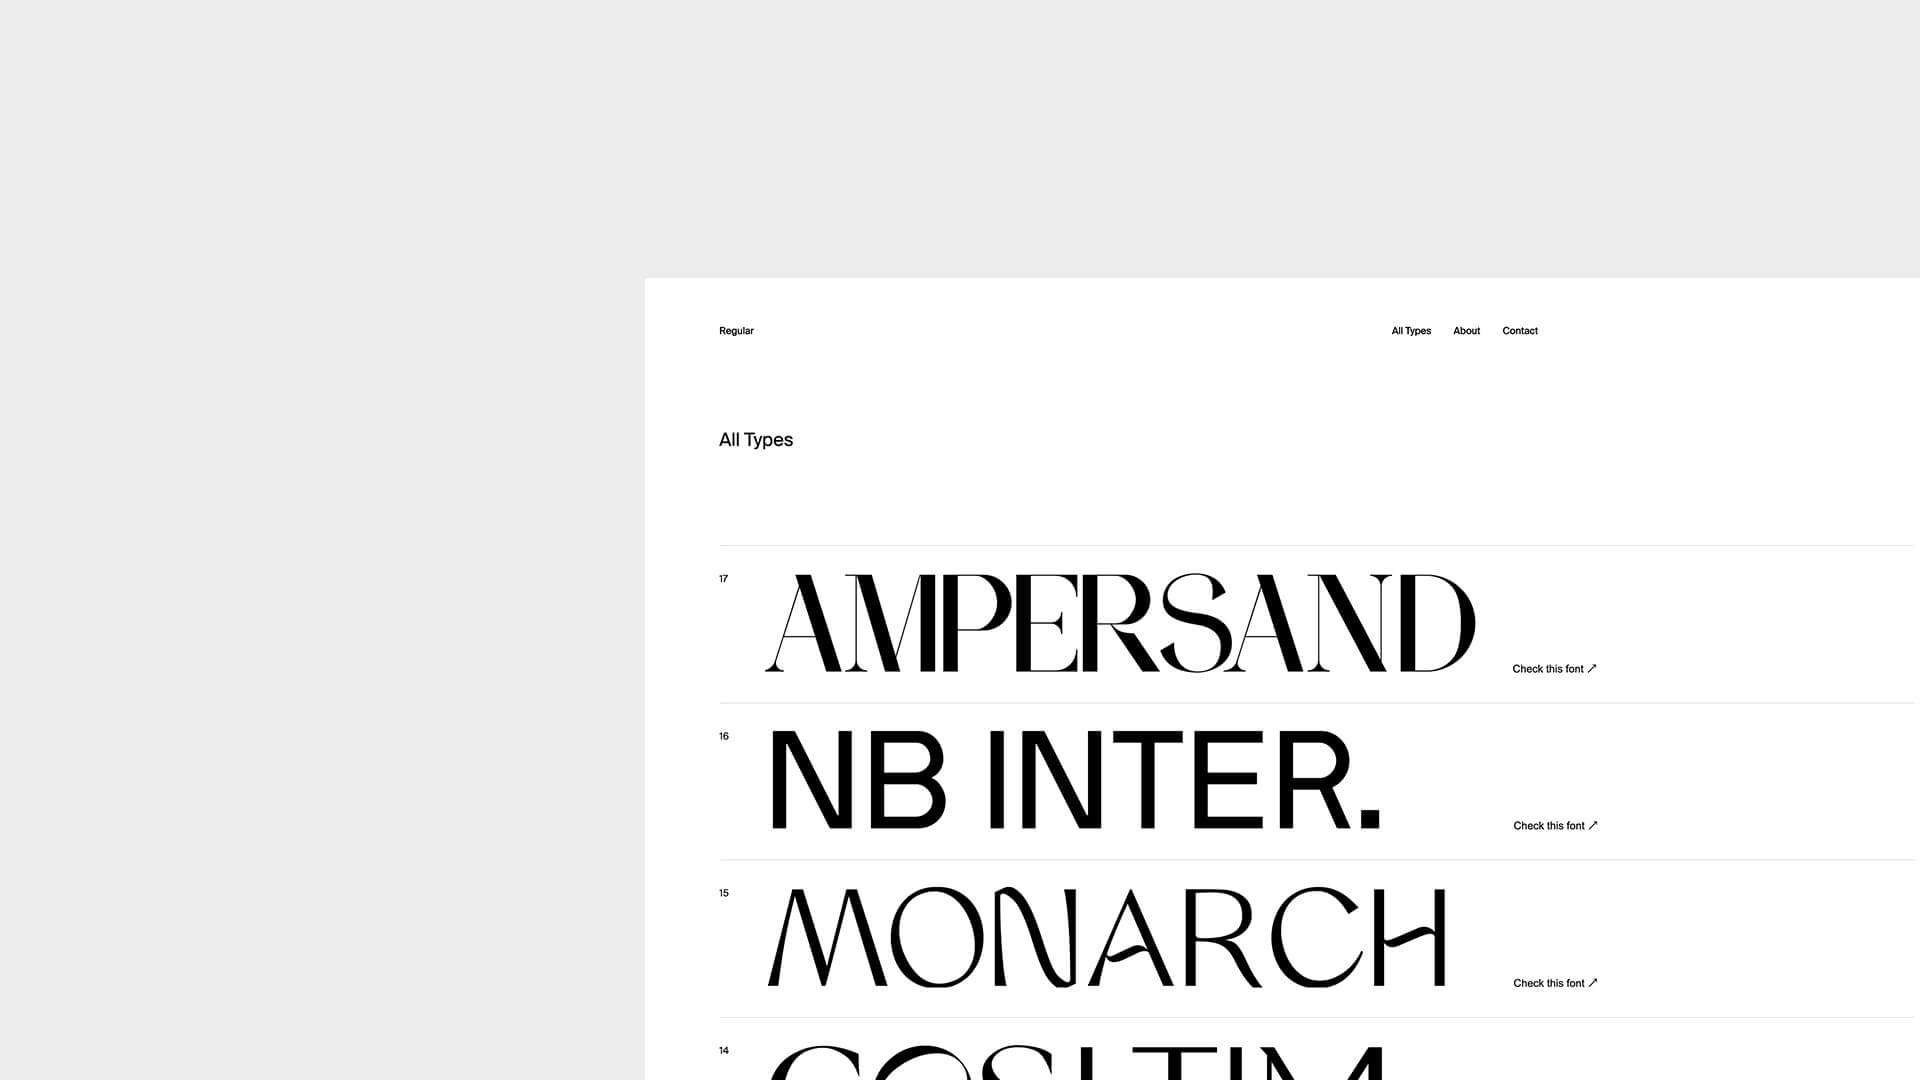 Regular All Types About Contact
All Types
17 AMPERSAND Check this font ↗
16 NB INTER. Check this font ↗
15 MONARCH Check this font ↗
14